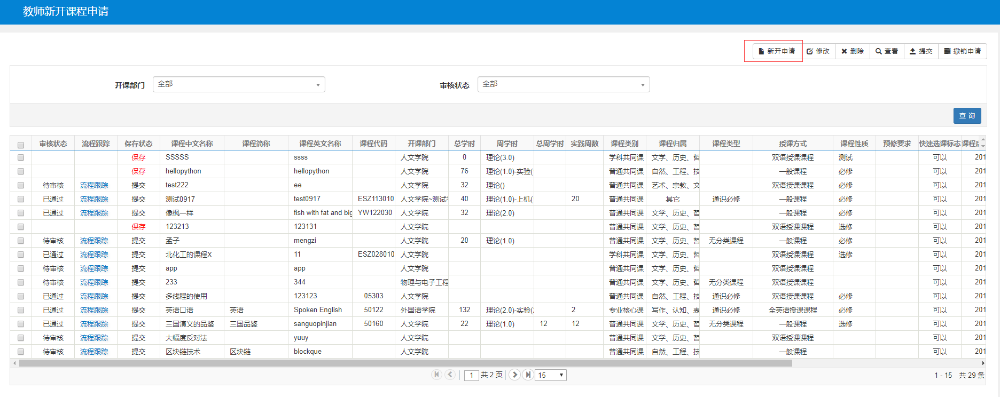 教师新开课程申请
新开申请 修改 删除 查看 提交 撤销申请
开课部门 全部 审核状态 全部
查 询
审核状态 流程跟踪 保存状态 课程中文名称 课程简称 课程英文名称 课程代码 开课部门 总学时 周学时 总周学时 实践周数 课程类别 课程归属 课程类型 授课方式 课程性质 预修要求 快速选课标志 课程
保存 SSSSS ssss 人文学院 0 理论(3.0) 学科共同课 文学、历史、哲 双语授课课程 测试 可以 201
保存 hellopython hellopython 人文学院 76 理论(1.0)-实验( 普通共同课 自然、工程、技 一般课程 必修 可以 201
待审核 流程跟踪 提交 test222 ee 人文学院 32 理论() 普通共同课 艺术、宗教、文 双语授课课程 必修 可以 201
已通过 流程跟踪 提交 测试0917 test0917 ESZ113010 人文学院~测试 40 理论(1.0)-上机( 20 普通共同课 其它 通识必修 一般课程 必修 可以 201
已通过 流程跟踪 提交 像枫一样 fish with fat and big YW122030 人文学院 32 理论(2.0) 普通共同课 文学、历史、哲 一般课程 必修 可以 201
保存 123213 123131 人文学院 普通共同课 文学、历史、哲 双语授课课程 选修 可以 201
待审核 流程跟踪 提交 孟子 mengzi 人文学院 20 理论(1.0) 普通共同课 文学、历史、哲 无分类课程 一般课程 必修 可以 201
已通过 流程跟踪 提交 北化工的课程X 11 ESZ028010 人文学院 学科共同课 文学、历史、哲 双语授课课程 选修 可以 201
待审核 流程跟踪 提交 app app 人文学院 普通共同课 文学、历史、哲 双语授课课程 可以 201
待审核 流程跟踪 提交 233 344 物理与电子工程 普通共同课 文学、历史、哲 无分类课程 双语授课课程 可以 201
已通过 流程跟踪 提交 多线程的使用 123123 05303 人文学院 普通共同课 自然、工程、技 通识必修 双语授课课程 必修 可以 201
已通过 流程跟踪 提交 英语口语 英语 Spoken English 50122 外国语学院 132 理论(2.0)-实验( 2 专业核心课 写作、认知、表 通识必修 全英语授课课程 必修 可以 201
已通过 流程跟踪 提交 三国演义的品鉴 三国品鉴 sanguopinjian 50160 人文学院 22 理论(1.0) 12 12 普通共同课 文学、历史、哲 无分类课程 一般课程 选修 可以 201
待审核 流程跟踪 提交 大幅度反对法 yuuy 人文学院 普通共同课 文学、历史、哲 双语授课课程 可以 201
待审核 流程跟踪 提交 区块链技术 区块链 blockque 人文学院 普通共同课 自然、工程、技 一般课程 可以 201
1 共 2 页 15 1 - 15 共 29 条